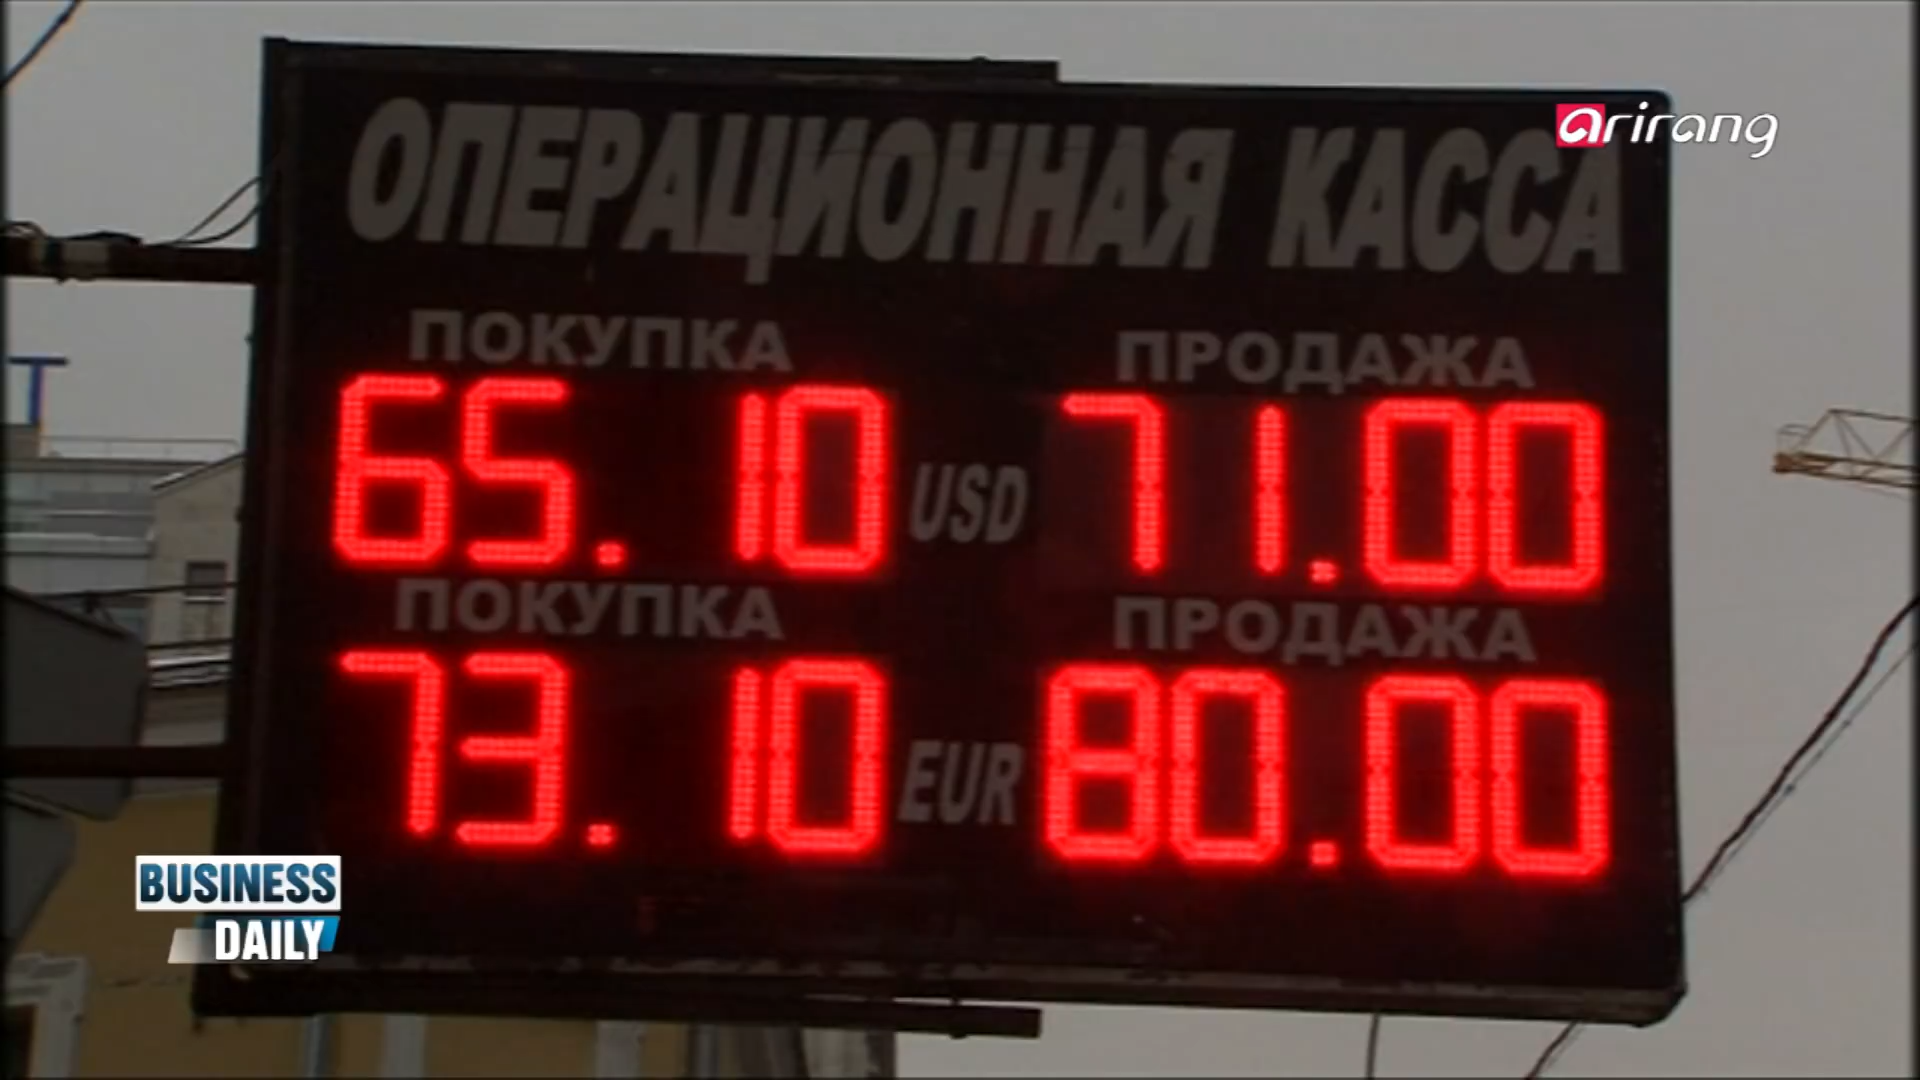 arirang
ОПЕРАЦИОННАЯ КАССА
ПОКУПКА ПРОДАЖА
65.10 USD 71.00
ПОКУПКА ПРОДАЖА
73.10 EUR 80.00
BUSINESS
DAILY